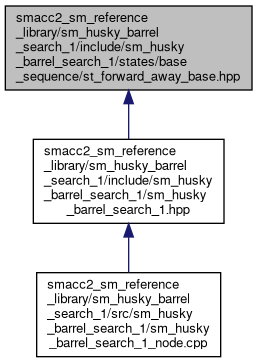 smacc2_sm_reference
_library/sm_husky_barrel
_search_1/include/sm_husky
_barrel_search_1/states/base
_sequence/st_forward_away_base.hpp
smacc2_sm_reference
_library/sm_husky_barrel
_search_1/include/sm_husky
_barrel_search_1/sm_husky
_barrel_search_1.hpp
smacc2_sm_reference
_library/sm_husky_barrel
_search_1/src/sm_husky
_barrel_search_1/sm_husky
_barrel_search_1_node.cpp